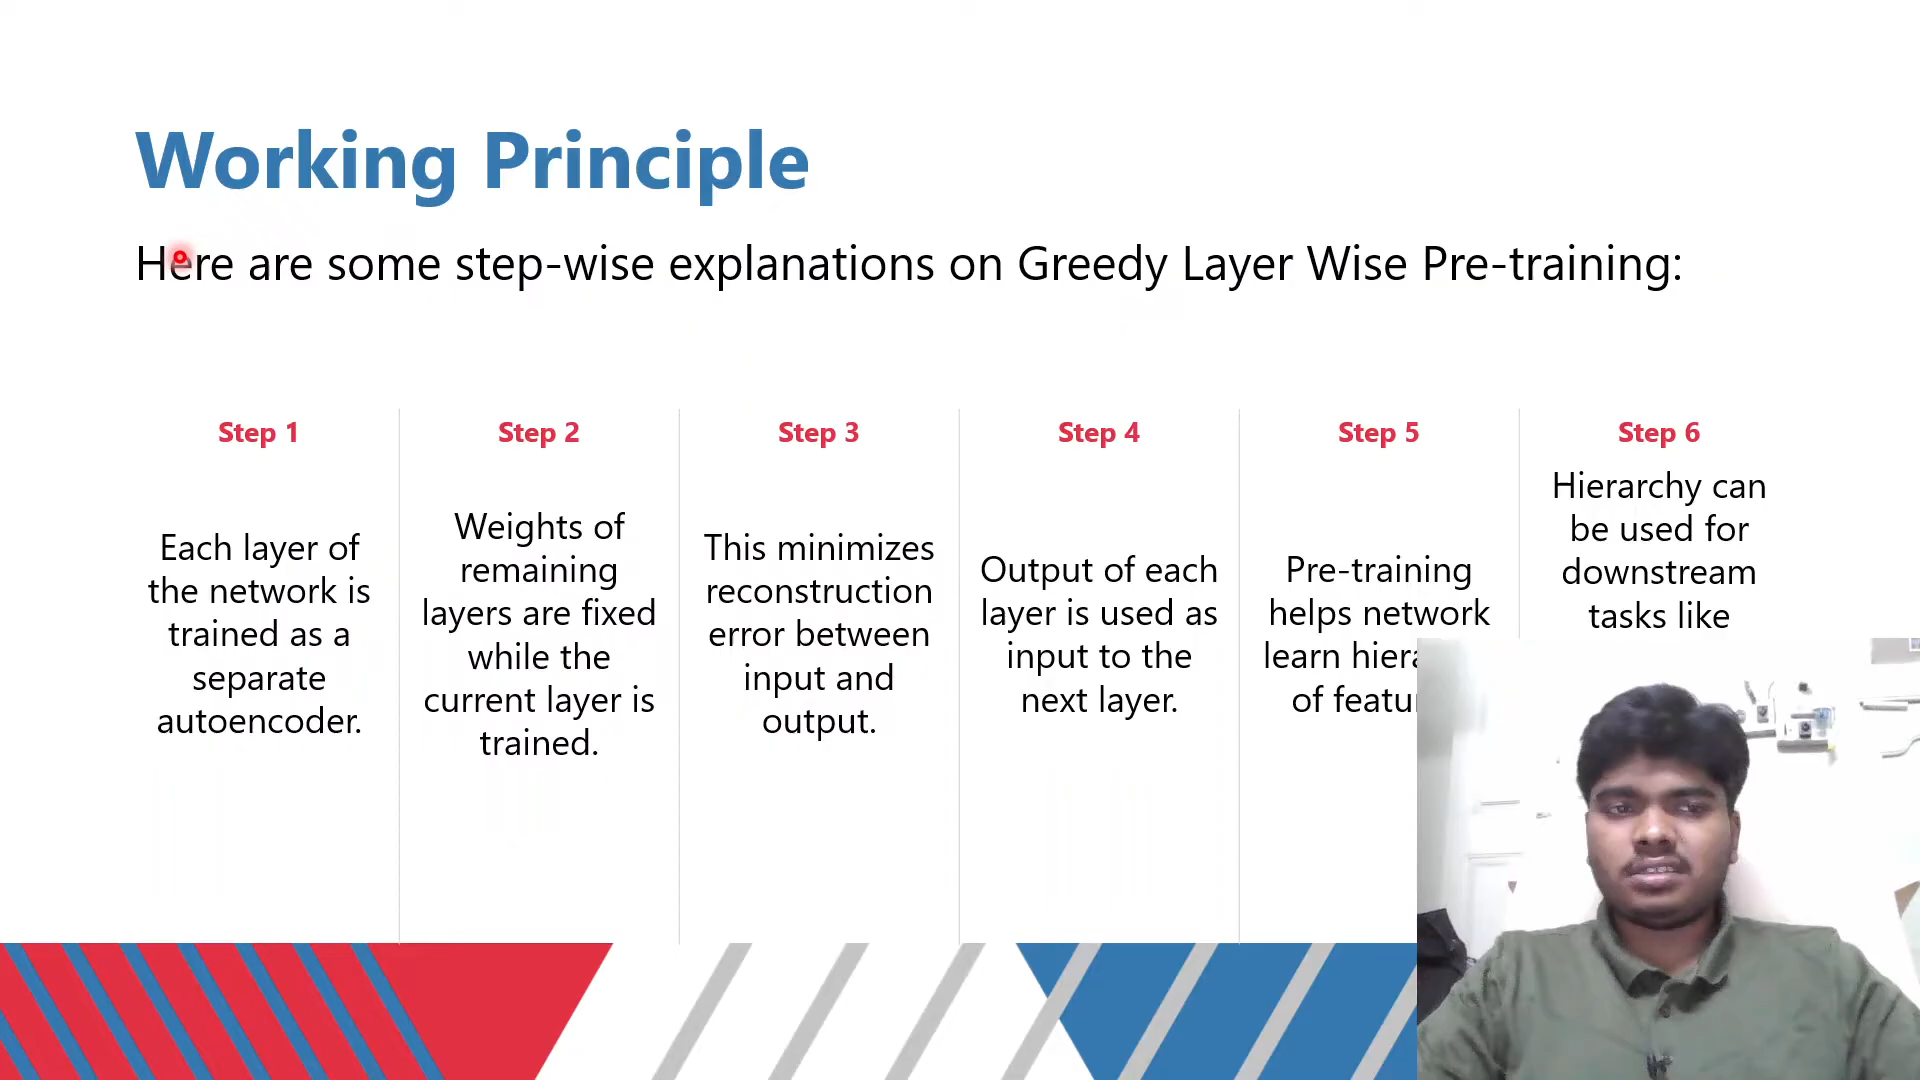 Working Principle
Here are some step-wise explanations on Greedy Layer Wise Pre-training:
Step 1
Each layer of
the network is
trained as a
separate
autoencoder.
Step 2
Weights of
remaining
layers are fixed
while the
current layer is
trained.
Step 3
This minimizes
reconstruction
error between
input and
output.
Step 4
Output of each
layer is used as
input to the
next layer.
Step 5
Pre-training
helps network
learn
of
Step 6
Hierarchy can
be used for
downstream
tasks like